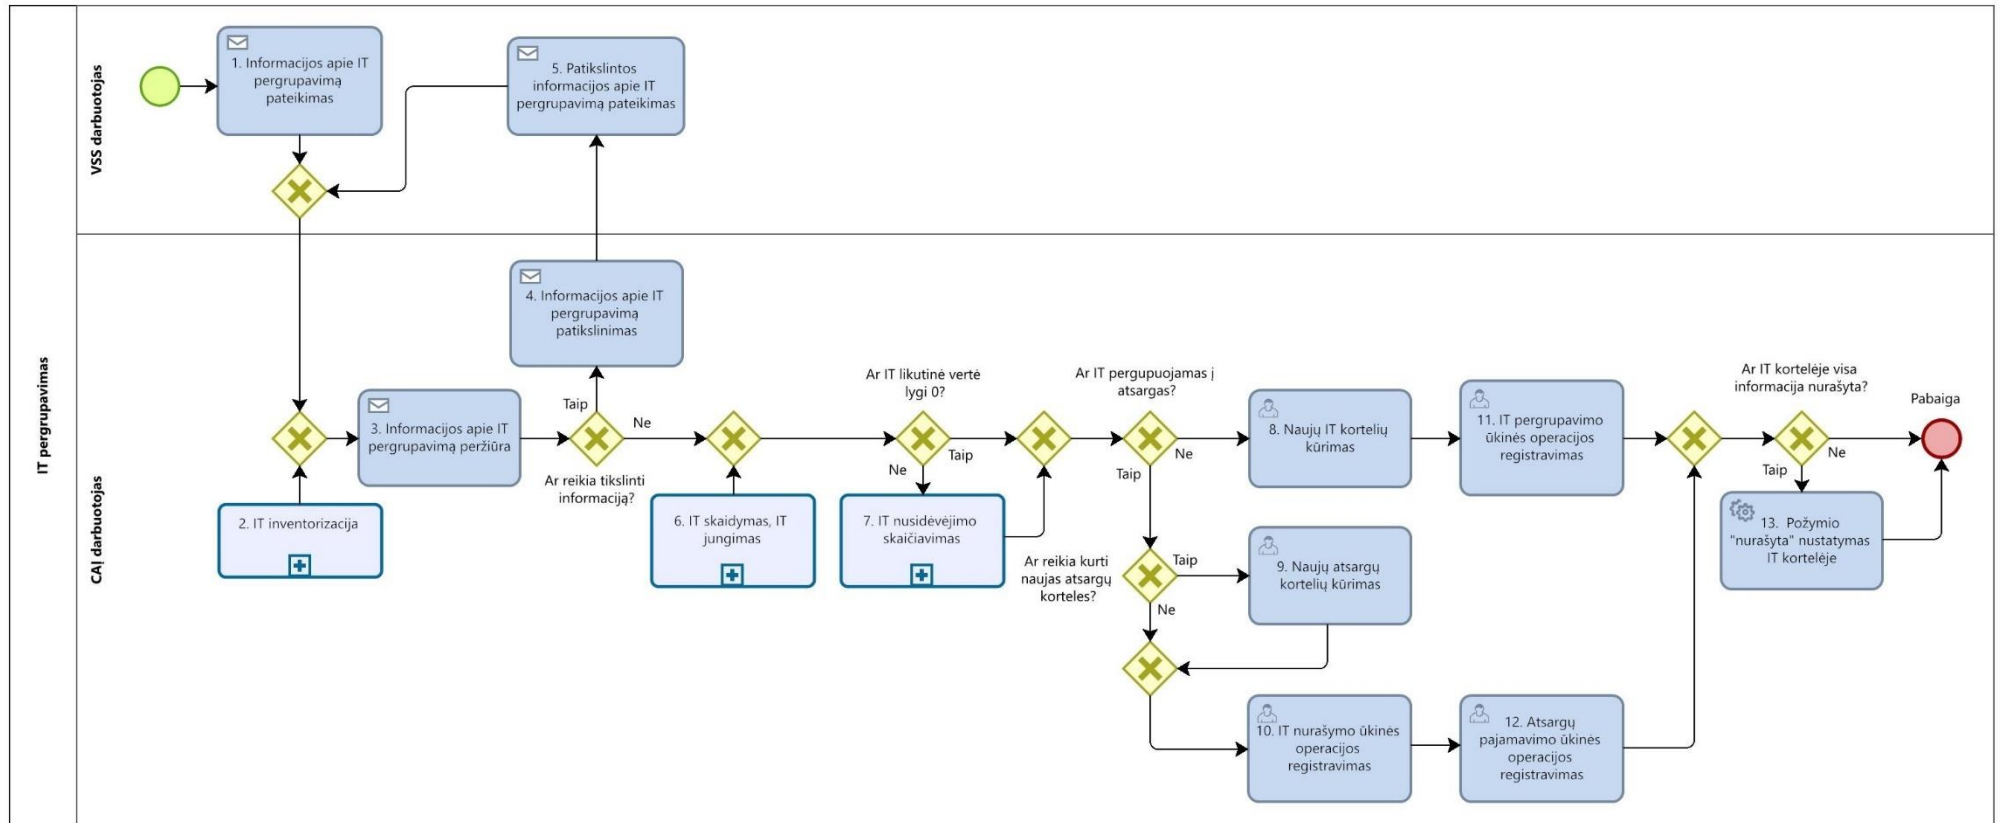 IT pergrupavimas
VSS darbuotojas
1. Informacijos apie IT
pergrupavimą
pateikimas
5. Patikslintos
informacijos apie IT
pergrupavimą pateikimas
CAĮ darbuotojas
4. Informacijos apie IT
pergrupavimą
patikslinimas
Taip
Ne
3. Informacijos apie IT
pergrupavimą peržiūra
Ar reikia tikslinti
informaciją?
2. IT inventorizacija
6. IT skaidymas, IT
jungimas
Ar IT likutinė vertė
lygi 0?
Taip
Ne
7. IT nusidėvėjimo
skaičiavimas
Ar IT pergupuojamas į
atsargas?
Ne
Taip
8. Naujų IT kortelių
kūrimas
11. IT pergrupavimo
ūkinės operacijos
registravimas
Ar reikia kurti
naujas atsargų
korteles?
Taip
Ne
9. Naujų atsargų
kortelių kūrimas
10. IT nurašymo ūkinės
operacijos
registravimas
12. Atsargų
pajamavimo ūkinės
operacijos
registravimas
Ar IT kortelėje visa
informacija nurašyta?
Ne
Taip
13. Požymio
"nurašyta" nustatymas
IT kortelėje
Pabaiga